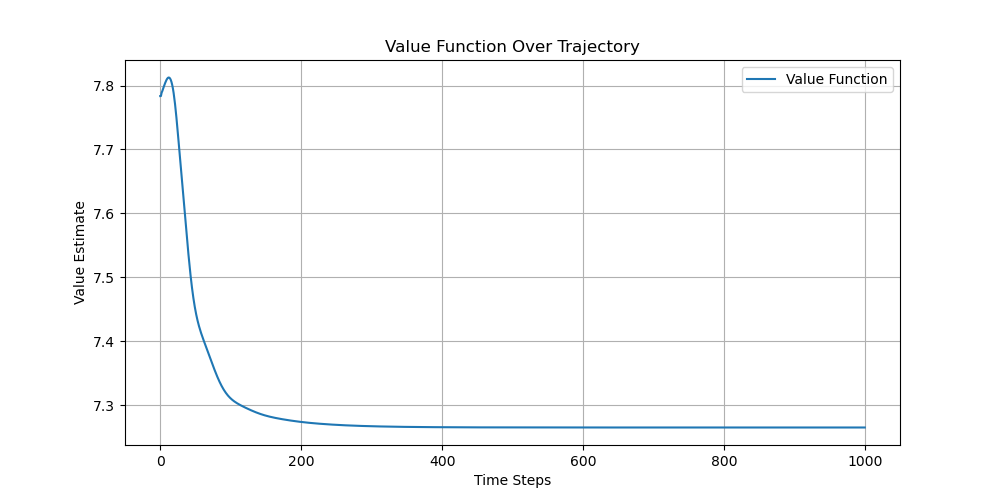 Value Function Over Trajectory
Value Function
Value Estimate
7.8
7.7
7.6
7.5
7.4
7.3
0 200 400 600 800 1000
Time Steps